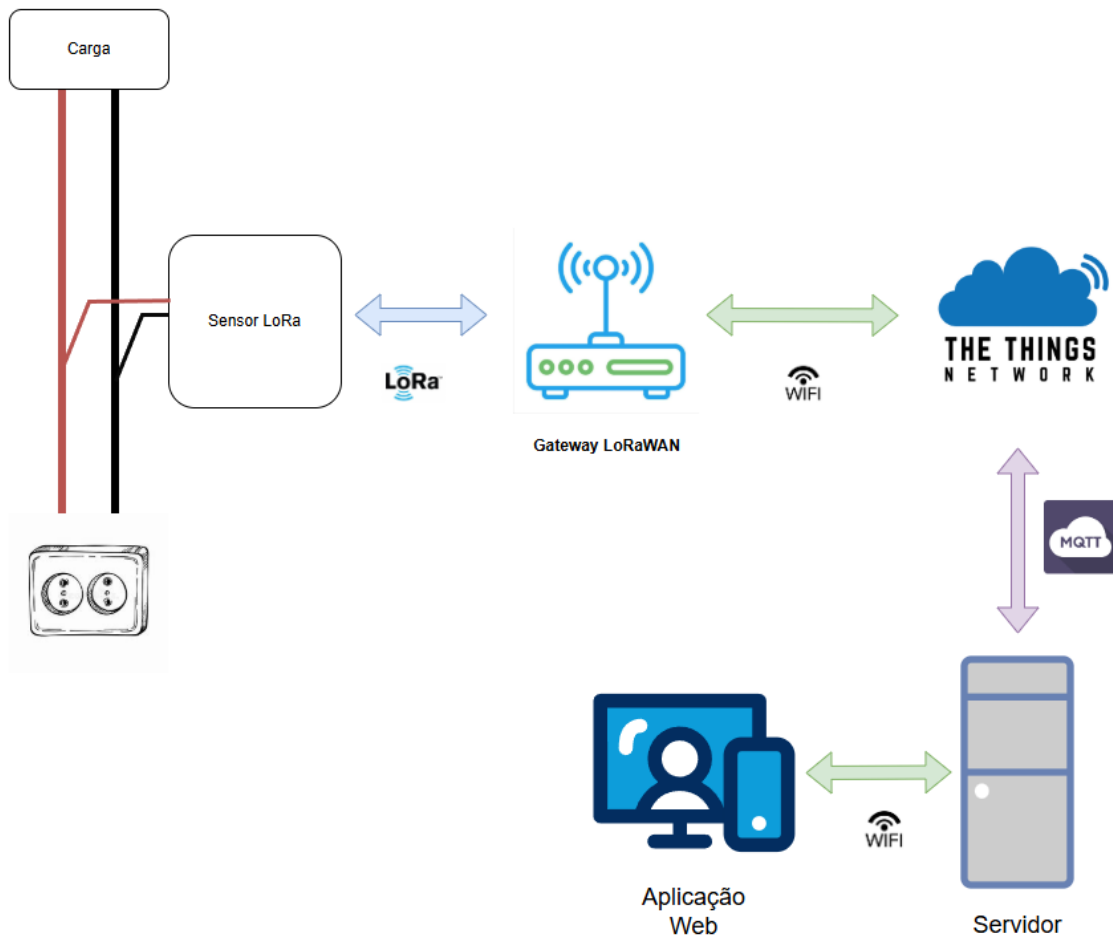 Carga
Sensor LoRa
LoRa
Gateway LoRaWAN
WIFI
THE THINGS
NETWORK
MQTT
WIFI
Aplicação
Web
Servidor